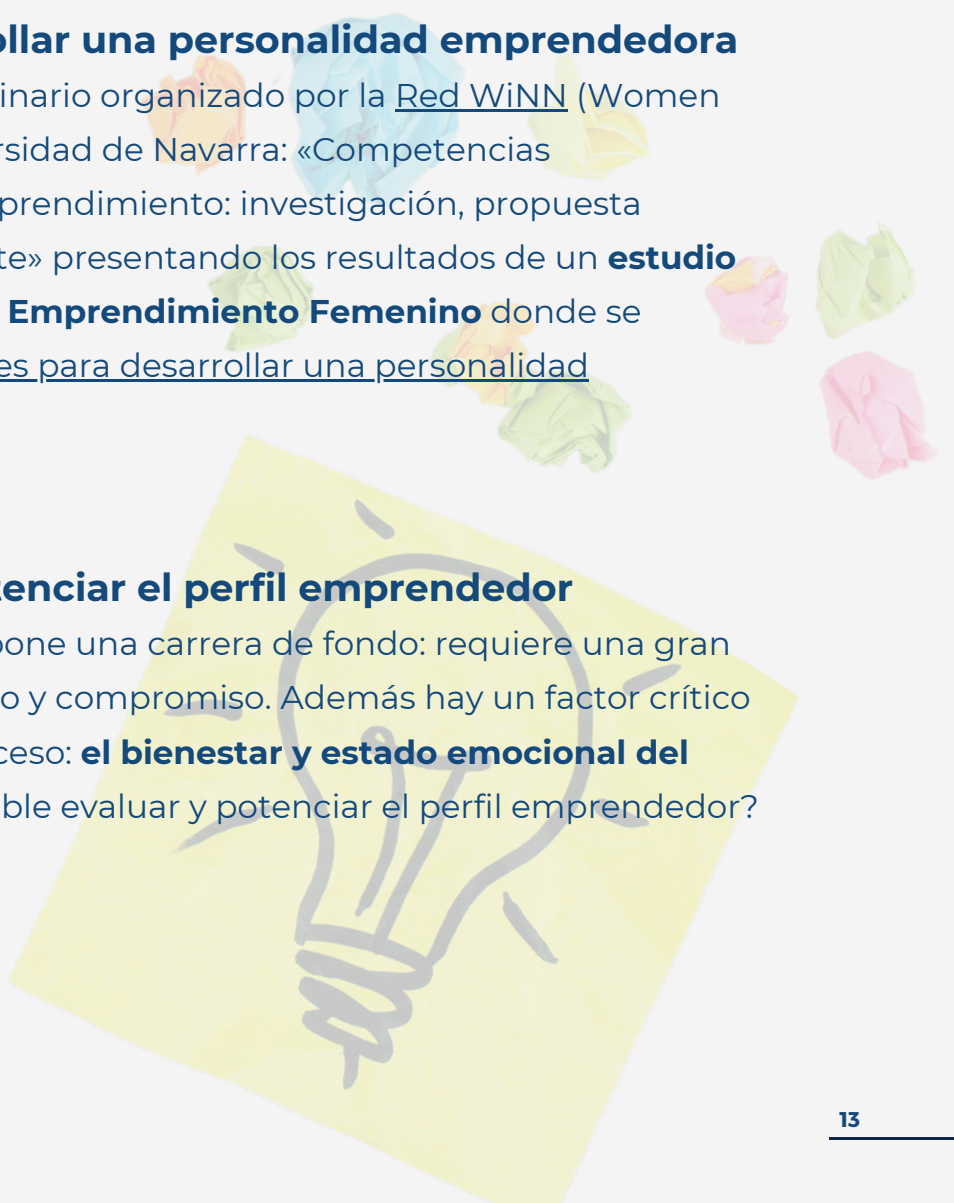 ollar una personalidad emprendedora
inario organizado por la Red WiNN (Women
rsidad de Navarra: «Competencias
prendimiento: investigación, propuesta
te» presentando los resultados de un estudio
Emprendimiento Femenino donde se
es para desarrollar una personalidad
tenciar el perfil emprendedor
pone una carrera de fondo: requiere una gran
o y compromiso. Además hay un factor crítico
ceso: el bienestar y estado emocional del
ble evaluar y potenciar el perfil emprendedor?
13